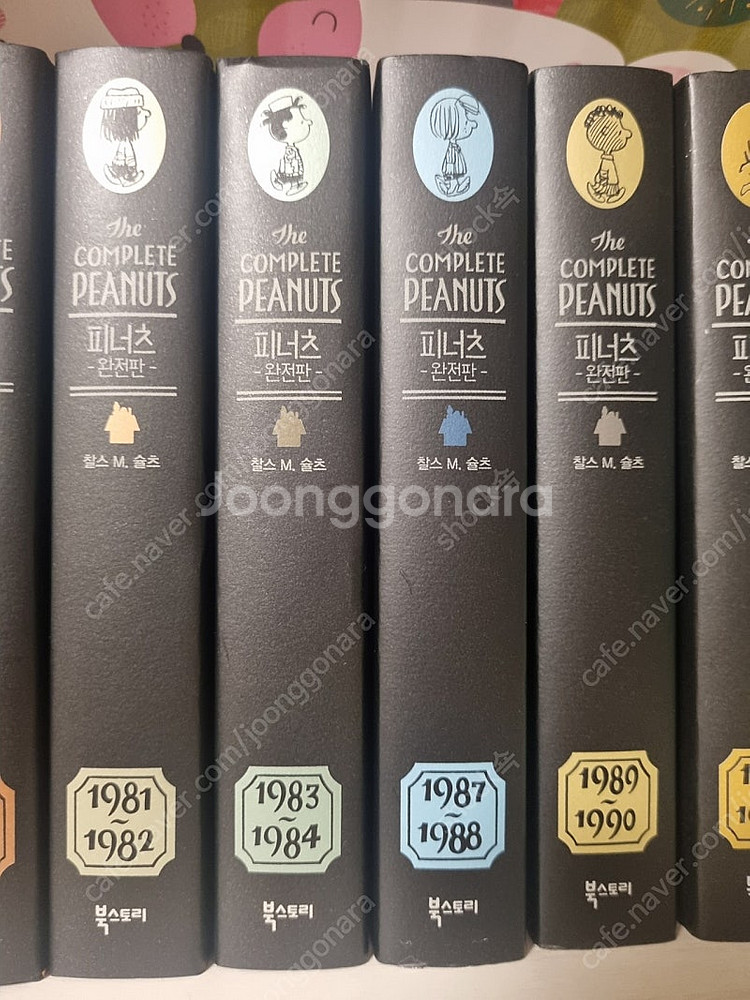 The
COMPLETE
PEANUTS
피너츠
-완전판-
찰스 M. 슐츠
1981
~
1982
북스토리
The
COMPLETE
PEANUTS
피너츠
-완전판-
찰스 M. 슐츠
1983
~
1984
북스토리
The
COMPLETE
PEANUTS
피너츠
-완전판-
찰스 M. 슐츠
1987
~
1988
북스토리
The
COMPLETE
PEANUTS
피너츠
-완전판-
찰스 M. 슐츠
1989
~
1990
북스토리
Joonggonara
cafe.naver.com/joonggonara